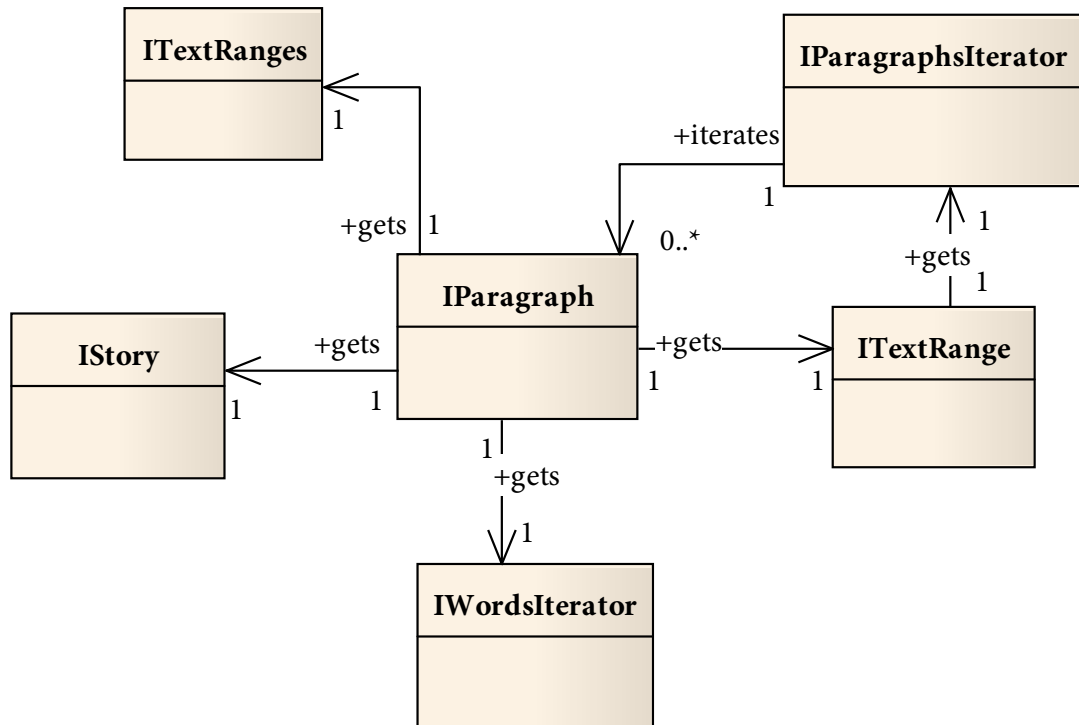 ITextRanges
IParagraphsIterator
1
+iterates
1
+gets
1
0..*
1
+gets
1
IParagraph
IStory
+gets
1
1
+gets
1
1
ITextRange
1
+gets
1
IWordsIterator